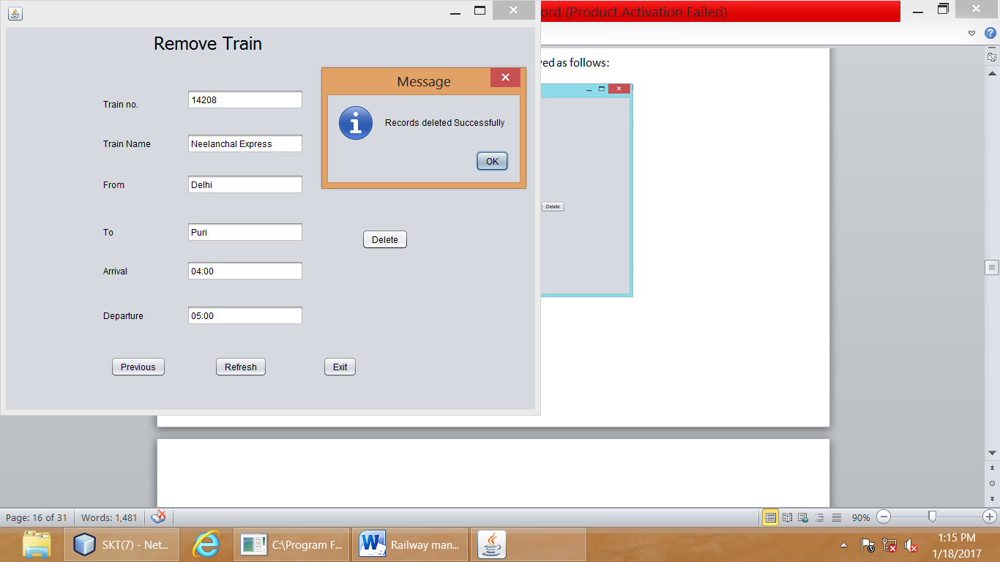 ord (Product Activation Failed)
Remove Train
ved as follows:
Message
Train no.
14208
Records deleted Successfully
Train Name
Neelanchal Express
OK
From
Delhi
Delete
To
Puri
Delete
Arrival
04:00
Departure
05:00
Previous
Refresh
Exit
Page: 16 of 31
Words: 1,481
90%
SKT(7) - Net...
C:\Program F...
Railway man...
1:15 PM
1/18/2017